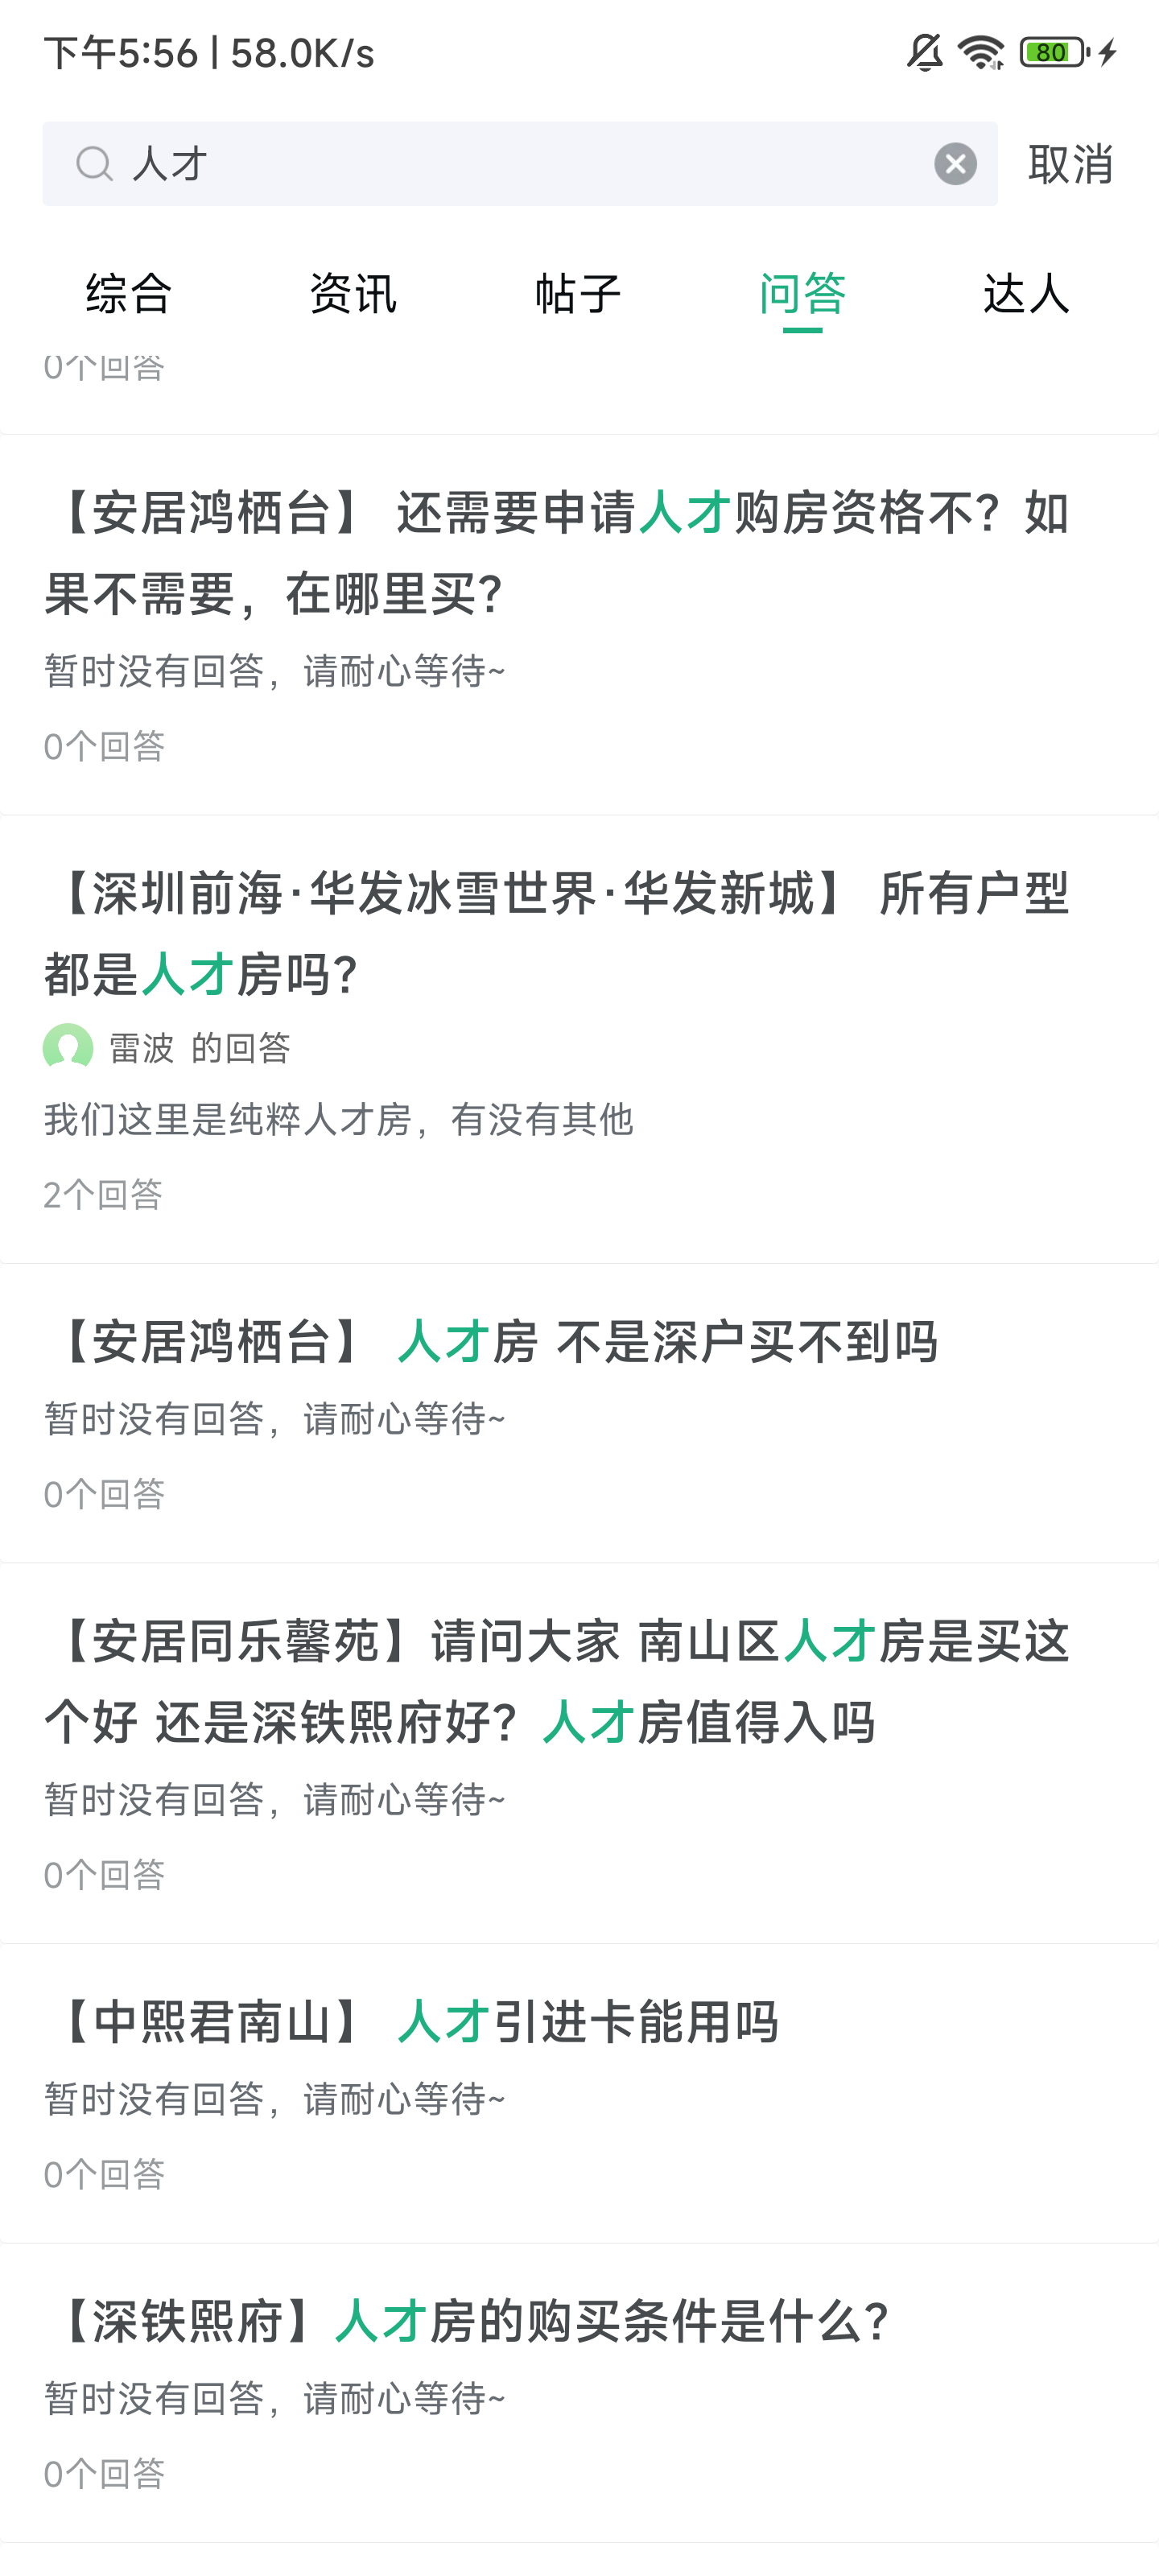 下午5:56 | 58.0K/s
80
人才
取消
综合 资讯 帖子 问答 达人
0个回答
【安居鸿栖台】 还需要申请人才购房资格不？如
果不需要，在哪里买？
暂时没有回答，请耐心等待~
0个回答
【深圳前海·华发冰雪世界·华发新城】 所有户型
都是人才房吗？
雷波 的回答
我们这里是纯粹人才房，有没有其他
2个回答
【安居鸿栖台】 人才房 不是深户买不到吗
暂时没有回答，请耐心等待~
0个回答
【安居同乐馨苑】请问大家 南山区人才房是买这
个好 还是深铁熙府好？人才房值得入吗
暂时没有回答，请耐心等待~
0个回答
【中熙君南山】 人才引进卡能用吗
暂时没有回答，请耐心等待~
0个回答
【深铁熙府】人才房的购买条件是什么？
暂时没有回答，请耐心等待~
0个回答